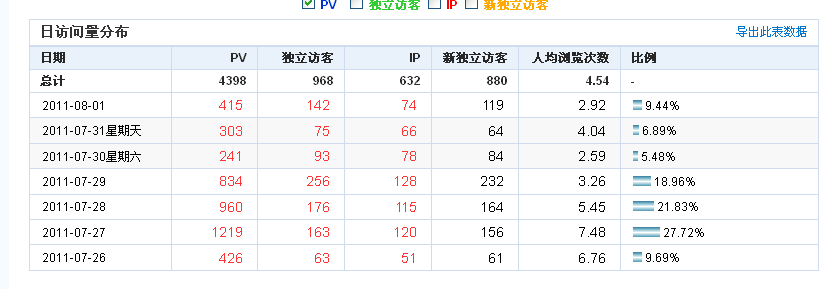 PV 独立访客 IP 新独立访客
日访问量分布 导出此表数据
日期 PV 独立访客 IP 新独立访客 人均浏览次数 比例
总计 4398 968 632 880 4.54 -
2011-08-01 415 142 74 119 2.92 9.44%
2011-07-31星期天 303 75 66 64 4.04 6.89%
2011-07-30星期六 241 93 78 84 2.59 5.48%
2011-07-29 834 256 128 232 3.26 18.96%
2011-07-28 960 176 115 164 5.45 21.83%
2011-07-27 1219 163 120 156 7.48 27.72%
2011-07-26 426 63 51 61 6.76 9.69%